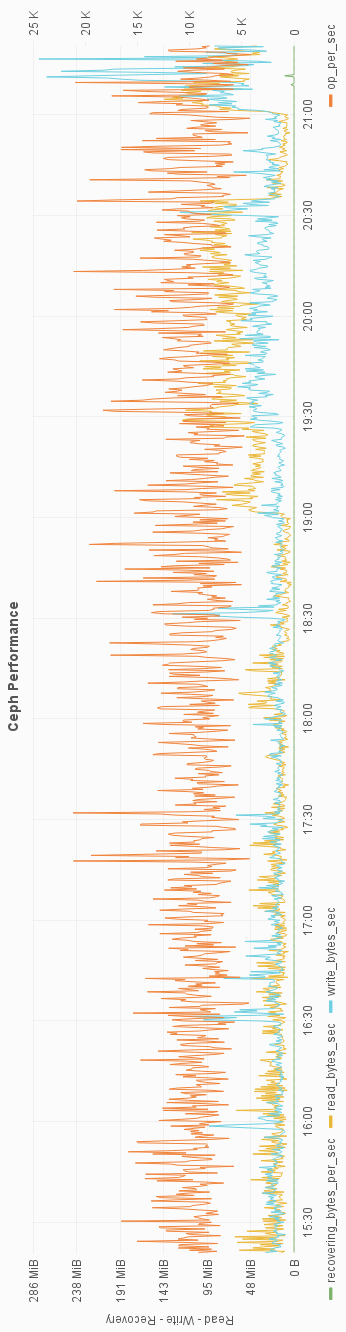 Ceph Performance
286 MiB
238 MiB
191 MiB
143 MiB
95 MiB
48 MiB
0 B
Read - Write - Recovery
25 K
20 K
15 K
10 K
5 K
0
15:30
16:00
16:30
17:00
17:30
18:00
18:30
19:00
19:30
20:00
20:30
21:00
recovering_bytes_per_sec
read_bytes_sec
write_bytes_sec
op_per_sec